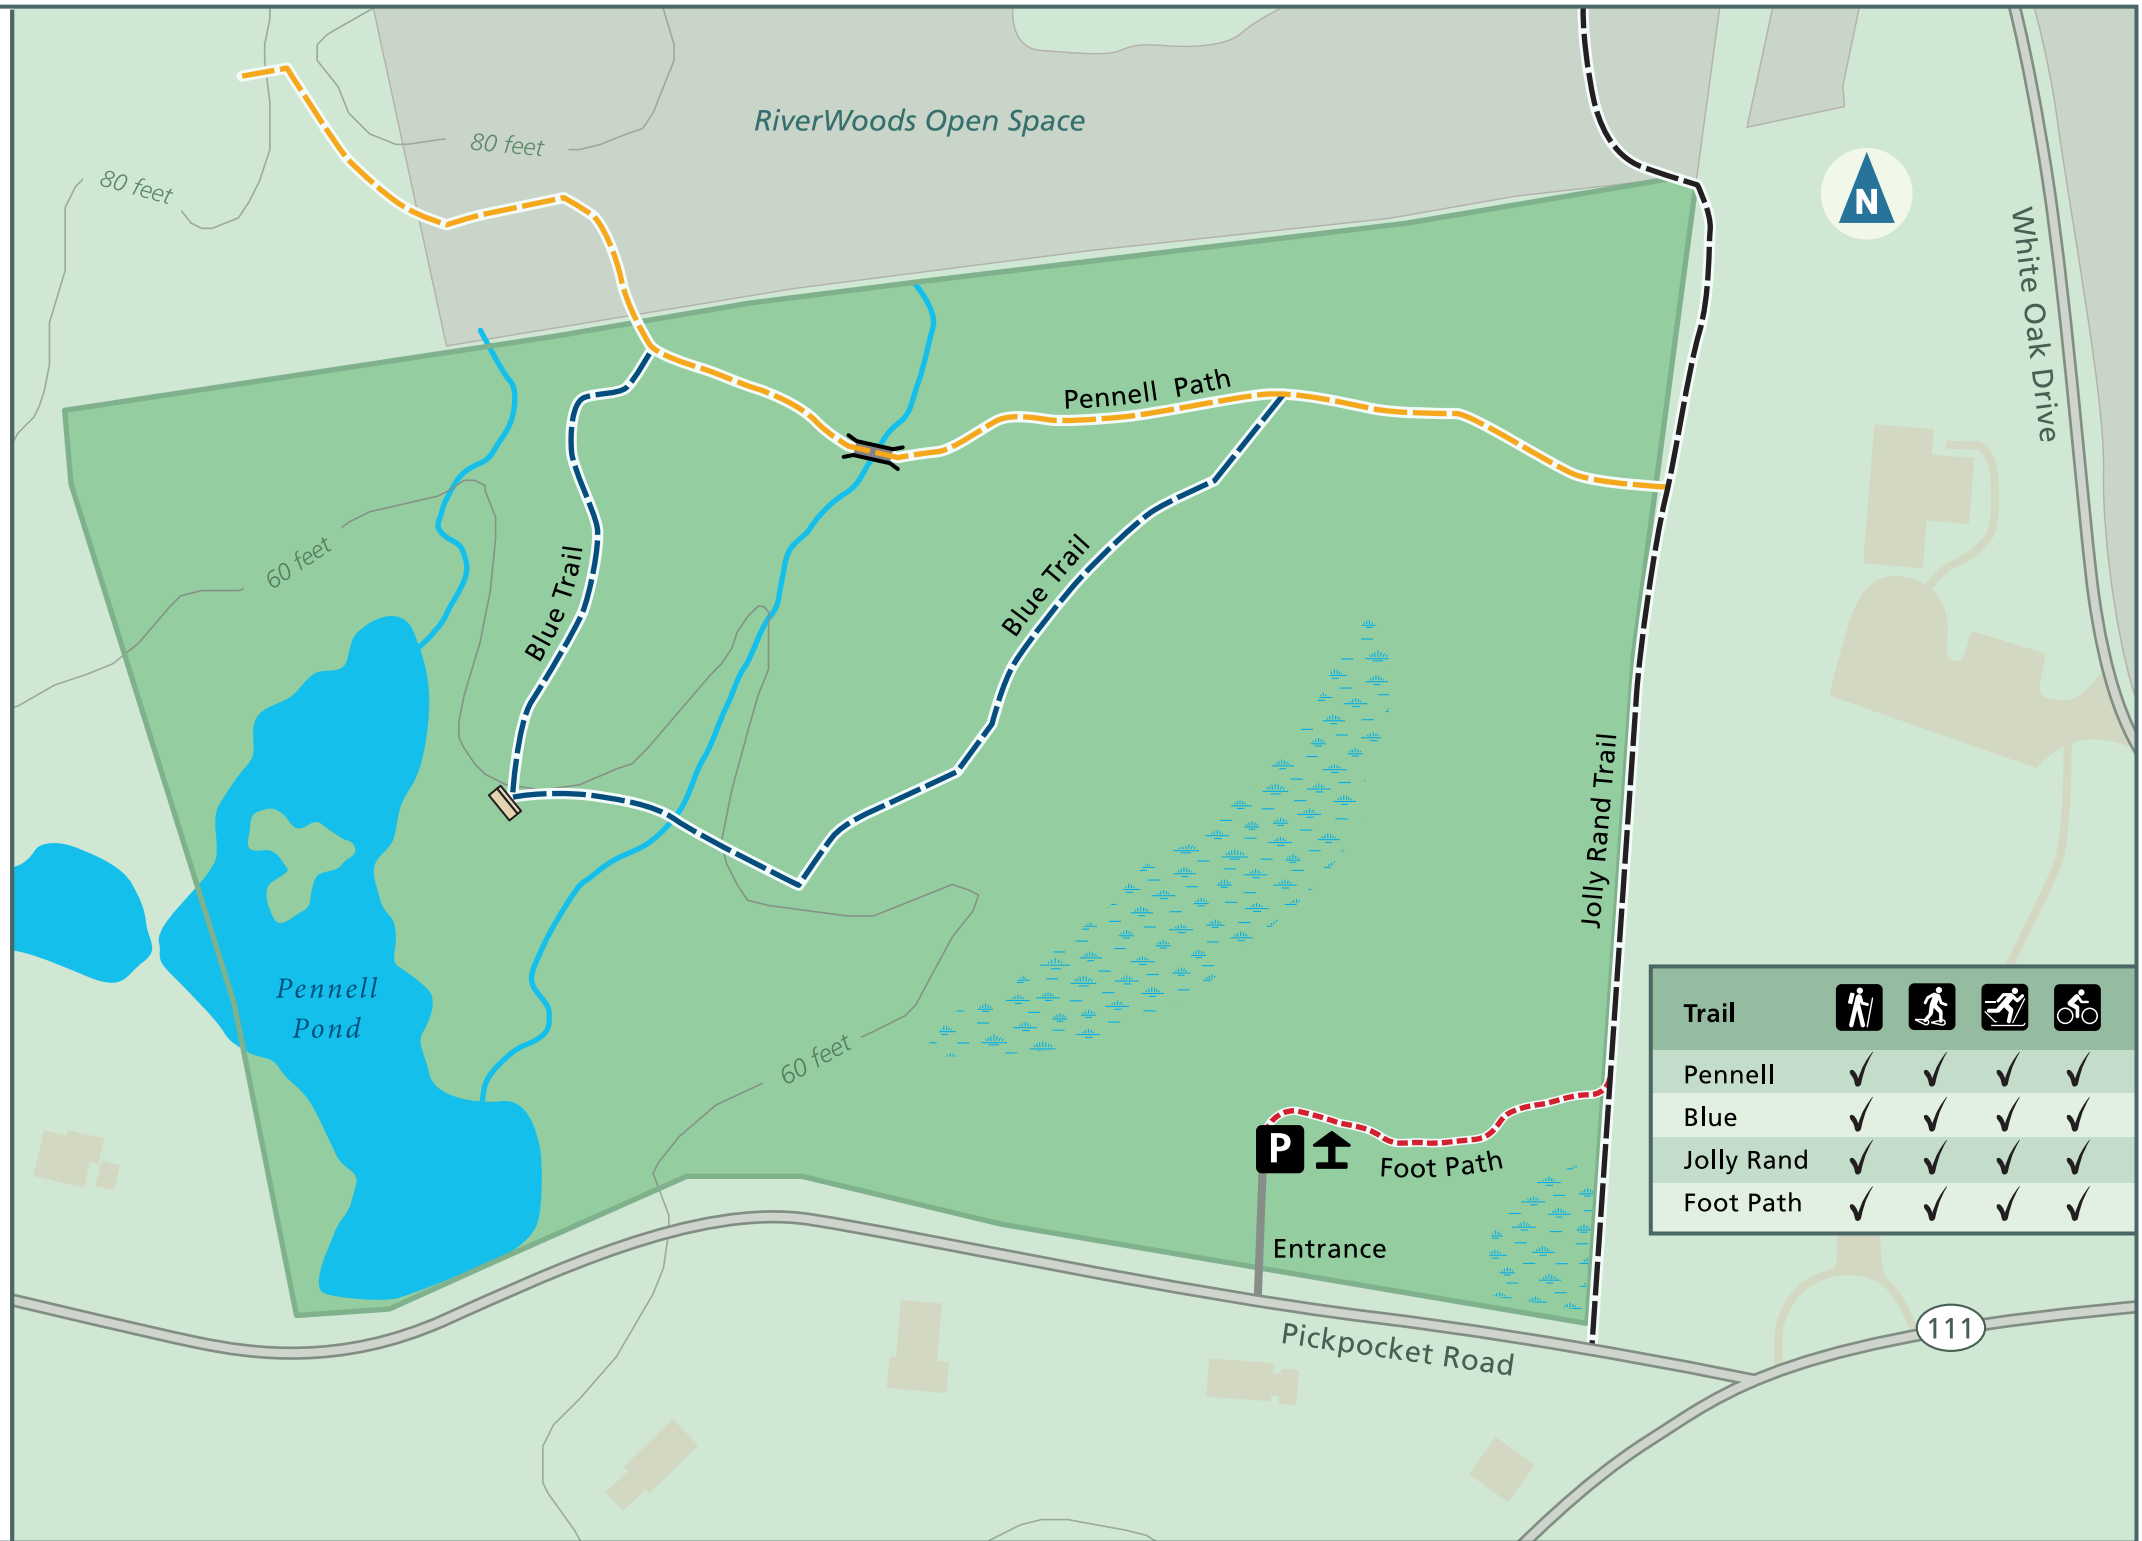 RiverWoods Open Space
80 feet
80 feet
N
White Oak Drive
Pennell Path
60 feet
Blue Trail
Blue Trail
Jolly Rand Trail
Pennell
Pond
60 feet
P
Foot Path
Entrance
Pickpocket Road
111
Trail
Pennell
Blue
Jolly Rand
Foot Path